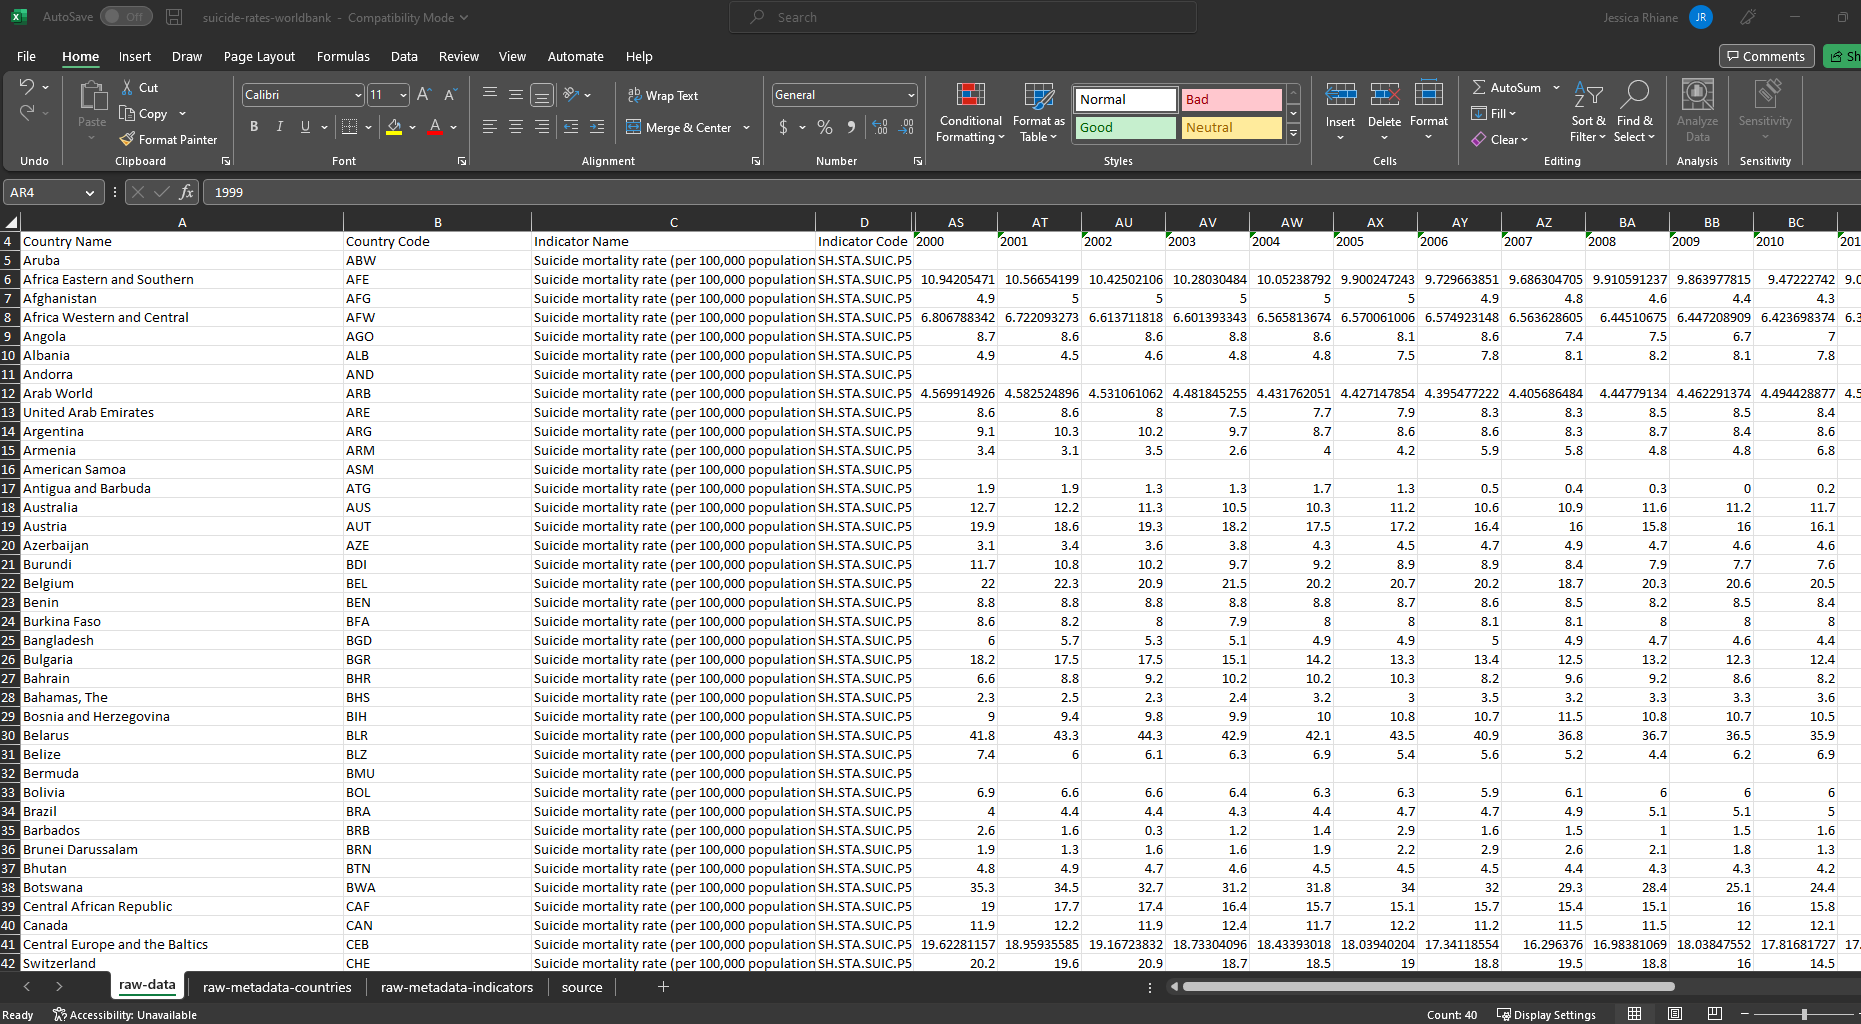 AutoSave Off suicide-rates-worldbank - Compatibility Mode Search Jessica Rhiane JR
File Home Insert Draw Page Layout Formulas Data Review View Automate Help Comments Sh
Cut Calibri 11 Wrap Text General Normal Bad AutoSum
Paste Copy Conditional Formatting Format as Table Good Neutral Insert Delete Format Fill Sort & Filter Find & Select Analyze Data Sensitivity
Format Painter B I U Merge & Center $ % Clear
Undo Clipboard Font Alignment Number Styles Cells Editing Analysis Sensitivity
AR4 fx 1999
A B C D AS AT AU AV AW AX AY AZ BA BB BC
4 Country Name Country Code Indicator Name Indicator Code 2000 2001 2002 2003 2004 2005 2006 2007 2008 2009 2010 201
5 Aruba ABW Suicide mortality rate (per 100,000 population SH.STA.SUIC.P5
6 Africa Eastern and Southern AFE Suicide mortality rate (per 100,000 population SH.STA.SUIC.P5 10.94205471 10.56654199 10.42502106 10.28030484 10.05238792 9.900247243 9.729663851 9.686304705 9.910591237 9.863977815 9.47222742 9.0
7 Afghanistan AFG Suicide mortality rate (per 100,000 population SH.STA.SUIC.P5 4.9 5 5 5 5 5 4.9 4.8 4.6 4.4 4.3
8 Africa Western and Central AFW Suicide mortality rate (per 100,000 population SH.STA.SUIC.P5 6.806788342 6.722093273 6.613711818 6.601393343 6.565813674 6.570061006 6.574923148 6.563628605 6.44510675 6.447208909 6.423698374 6.3
9 Angola AGO Suicide mortality rate (per 100,000 population SH.STA.SUIC.P5 8.7 8.6 8.6 8.8 8.6 8.1 8.6 7.4 7.5 6.7 7
10 Albania ALB Suicide mortality rate (per 100,000 population SH.STA.SUIC.P5 4.9 4.5 4.6 4.8 4.8 7.5 7.8 8.1 8.2 8.1 7.8
11 Andorra AND Suicide mortality rate (per 100,000 population SH.STA.SUIC.P5
12 Arab World ARB Suicide mortality rate (per 100,000 population SH.STA.SUIC.P5 4.569914926 4.582524896 4.531061062 4.481845255 4.431762051 4.427147854 4.395477222 4.405686484 4.44779134 4.462291374 4.494428877 4.5
13 United Arab Emirates ARE Suicide mortality rate (per 100,000 population SH.STA.SUIC.P5 8.6 8.6 8 7.5 7.7 7.9 8.3 8.3 8.5 8.5 8.4
14 Argentina ARG Suicide mortality rate (per 100,000 population SH.STA.SUIC.P5 9.1 10.3 10.2 9.7 8.7 8.6 8.6 8.3 8.7 8.4 8.6
15 Armenia ARM Suicide mortality rate (per 100,000 population SH.STA.SUIC.P5 3.4 3.1 3.5 2.6 4 4.2 5.9 5.8 4.8 4.8 6.8
16 American Samoa ASM Suicide mortality rate (per 100,000 population SH.STA.SUIC.P5
17 Antigua and Barbuda ATG Suicide mortality rate (per 100,000 population SH.STA.SUIC.P5 1.9 1.9 1.3 1.3 1.7 1.3 0.5 0.4 0.3 0 0.2
18 Australia AUS Suicide mortality rate (per 100,000 population SH.STA.SUIC.P5 12.7 12.2 11.3 10.5 10.3 11.2 10.6 10.9 11.6 11.2 11.7
19 Austria AUT Suicide mortality rate (per 100,000 population SH.STA.SUIC.P5 19.9 18.6 19.3 18.2 17.5 17.2 16.4 16 15.8 16 16.1
20 Azerbaijan AZE Suicide mortality rate (per 100,000 population SH.STA.SUIC.P5 3.1 3.4 3.6 3.8 4.3 4.5 4.7 4.9 4.7 4.6 4.6
21 Burundi BDI Suicide mortality rate (per 100,000 population SH.STA.SUIC.P5 11.7 10.8 10.2 9.7 9.2 8.9 8.9 8.4 7.9 7.7 7.6
22 Belgium BEL Suicide mortality rate (per 100,000 population SH.STA.SUIC.P5 22 22.3 20.9 21.5 20.2 20.7 20.2 18.7 20.3 20.6 20.5
23 Benin BEN Suicide mortality rate (per 100,000 population SH.STA.SUIC.P5 8.8 8.8 8.8 8.8 8.8 8.7 8.6 8.5 8.2 8.5 8.4
24 Burkina Faso BFA Suicide mortality rate (per 100,000 population SH.STA.SUIC.P5 8.6 8.2 8 7.9 8 8 8.1 8.1 8 8 8
25 Bangladesh BGD Suicide mortality rate (per 100,000 population SH.STA.SUIC.P5 6 5.7 5.3 5.1 4.9 4.9 5 4.9 4.7 4.6 4.4
26 Bulgaria BGR Suicide mortality rate (per 100,000 population SH.STA.SUIC.P5 18.2 17.5 17.5 15.1 14.2 13.3 13.4 12.5 13.2 12.3 12.4
27 Bahrain BHR Suicide mortality rate (per 100,000 population SH.STA.SUIC.P5 6.6 8.8 9.2 10.2 10.2 10.3 8.2 9.6 9.2 8.6 8.2
28 Bahamas, The BHS Suicide mortality rate (per 100,000 population SH.STA.SUIC.P5 2.3 2.5 2.3 2.4 3.2 3 3.5 3.2 3.3 3.3 3.6
29 Bosnia and Herzegovina BIH Suicide mortality rate (per 100,000 population SH.STA.SUIC.P5 9 9.4 9.8 9.9 10 10.8 10.7 11.5 10.8 10.7 10.5
30 Belarus BLR Suicide mortality rate (per 100,000 population SH.STA.SUIC.P5 41.8 43.3 44.3 42.9 42.1 43.5 40.9 36.8 36.7 36.5 35.9
31 Belize BLZ Suicide mortality rate (per 100,000 population SH.STA.SUIC.P5 7.4 6 6.1 6.3 6.9 5.4 5.6 5.2 4.4 6.2 6.9
32 Bermuda BMU Suicide mortality rate (per 100,000 population SH.STA.SUIC.P5
33 Bolivia BOL Suicide mortality rate (per 100,000 population SH.STA.SUIC.P5 6.9 6.6 6.6 6.4 6.3 6.3 5.9 6.1 6 6 6
34 Brazil BRA Suicide mortality rate (per 100,000 population SH.STA.SUIC.P5 4 4.4 4.4 4.3 4.4 4.7 4.7 4.9 5.1 5.1 5
35 Barbados BRB Suicide mortality rate (per 100,000 population SH.STA.SUIC.P5 2.6 1.6 0.3 1.2 1.4 2.9 1.6 1.5 1 1.5 1.6
36 Brunei Darussalam BRN Suicide mortality rate (per 100,000 population SH.STA.SUIC.P5 1.9 1.3 1.6 1.6 1.9 2.2 2.9 2.6 2.1 1.8 1.3
37 Bhutan BTN Suicide mortality rate (per 100,000 population SH.STA.SUIC.P5 4.8 4.9 4.7 4.6 4.5 4.5 4.5 4.4 4.3 4.3 4.2
38 Botswana BWA Suicide mortality rate (per 100,000 population SH.STA.SUIC.P5 35.3 34.5 32.7 31.2 31.8 34 32 29.3 28.4 25.1 24.4
39 Central African Republic CAF Suicide mortality rate (per 100,000 population SH.STA.SUIC.P5 19 17.7 17.4 16.4 15.7 15.1 15.7 15.4 15.1 16 15.8
40 Canada CAN Suicide mortality rate (per 100,000 population SH.STA.SUIC.P5 11.9 12.2 11.9 12.4 11.7 12.2 11.2 11.5 11.5 12 12.1
41 Central Europe and the Baltics CEB Suicide mortality rate (per 100,000 population SH.STA.SUIC.P5 19.62281157 18.95935585 19.16723832 18.73304096 18.43393018 18.03940204 17.34118554 16.296376 16.98381069 18.03847552 17.81681727 17.
42 Switzerland CHE Suicide mortality rate (per 100,000 population SH.STA.SUIC.P5 20.2 19.6 20.9 18.7 18.5 19 18.8 19.5 18.8 16 14.5
raw-data raw-metadata-countries raw-metadata-indicators source
Ready Accessibility: Unavailable Count: 40 Display Settings